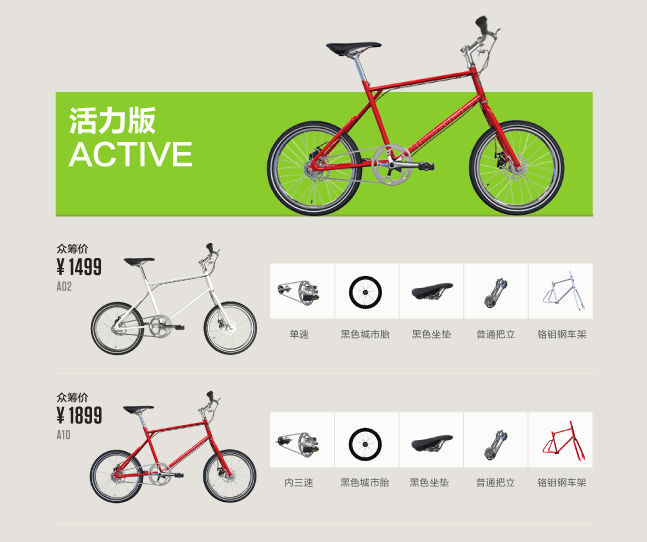 活力版
ACTIVE
众筹价
¥ 1499
A02
单速 黑色城市胎 黑色坐垫 普通把立 铬钼钢车架
众筹价
¥ 1899
A10
内三速 黑色城市胎 黑色坐垫 普通把立 铬钼钢车架